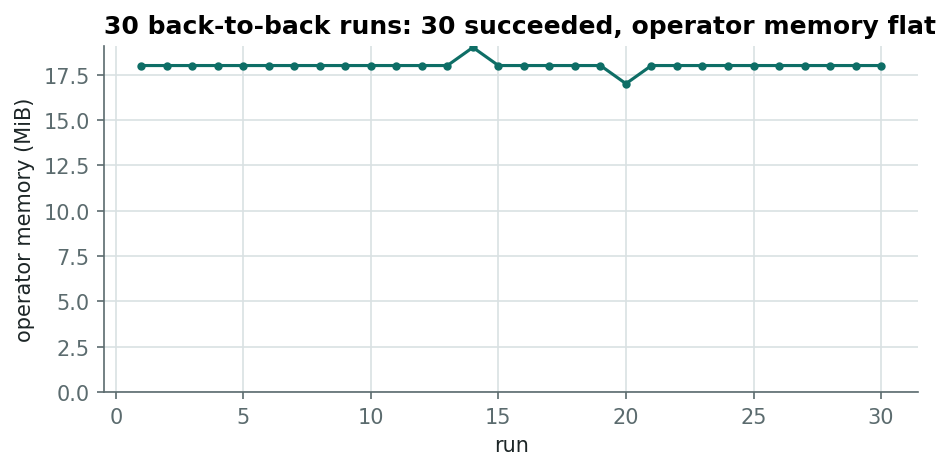 30 back-to-back runs: 30 succeeded, operator memory flat
operator memory (MiB)
17.5
15.0
12.5
10.0
7.5
5.0
2.5
0.0
0 5 10 15 20 25 30
run